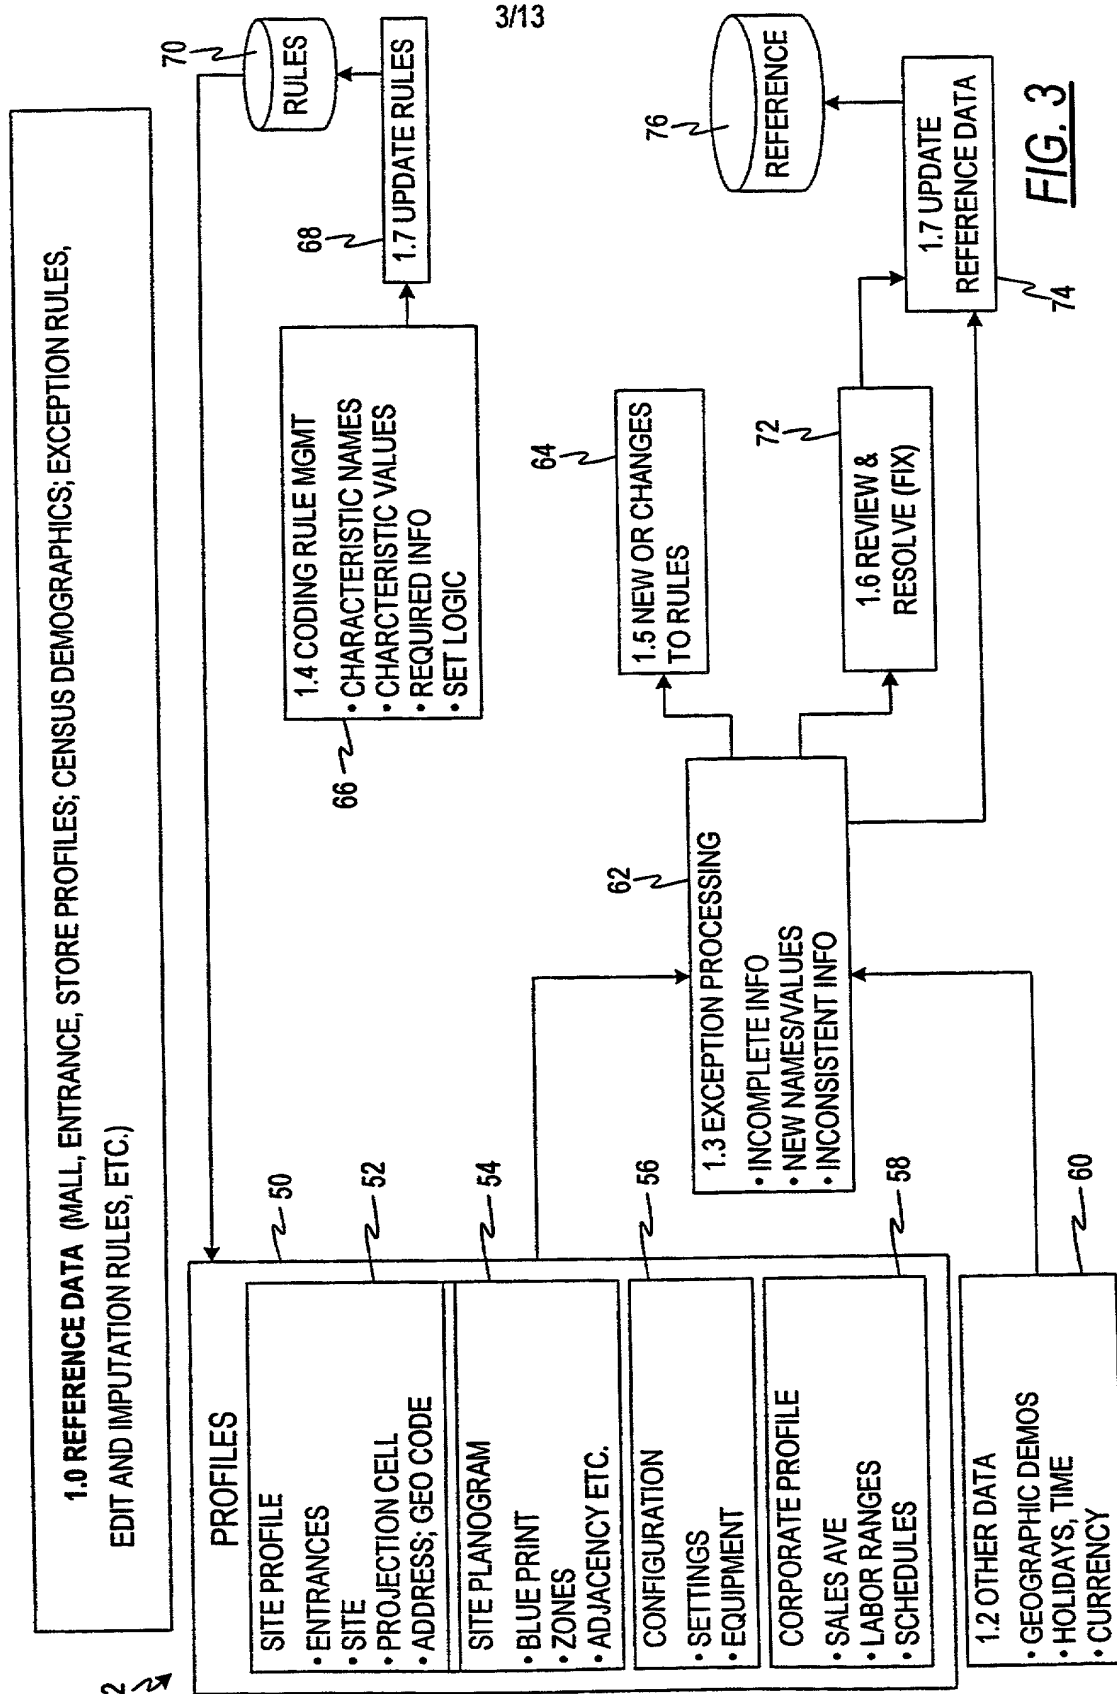 3/13
1.0 REFERENCE DATA (MALL, ENTRANCE, STORE PROFILES; CENSUS DEMOGRAPHICS; EXCEPTION RULES,
EDIT AND IMPUTATION RULES, ETC.)
2
PROFILES
50
SITE PROFILE
• ENTRANCES
• SITE
• PROJECTION CELL
• ADDRESS; GEO CODE
52
SITE PLANOGRAM
• BLUE PRINT
• ZONES
• ADJACENCY ETC.
54
CONFIGURATION
• SETTINGS
• EQUIPMENT
56
CORPORATE PROFILE
• SALES AVE
• LABOR RANGES
• SCHEDULES
58
1.2 OTHER DATA
• GEOGRAPHIC DEMOS
• HOLIDAYS, TIME
• CURRENCY
60
62
1.3 EXCEPTION PROCESSING
• INCOMPLETE INFO
• NEW NAMES/VALUES
• INCONSISTENT INFO
66
1.4 CODING RULE MGMT
• CHARACTERISTIC NAMES
• CHARCTERISTIC VALUES
• REQUIRED INFO
• SET LOGIC
64
1.5 NEW OR CHANGES
TO RULES
72
1.6 REVIEW &
RESOLVE (FIX)
68
1.7 UPDATE RULES
70
RULES
74
1.7 UPDATE
REFERENCE DATA
76
REFERENCE
FIG. 3